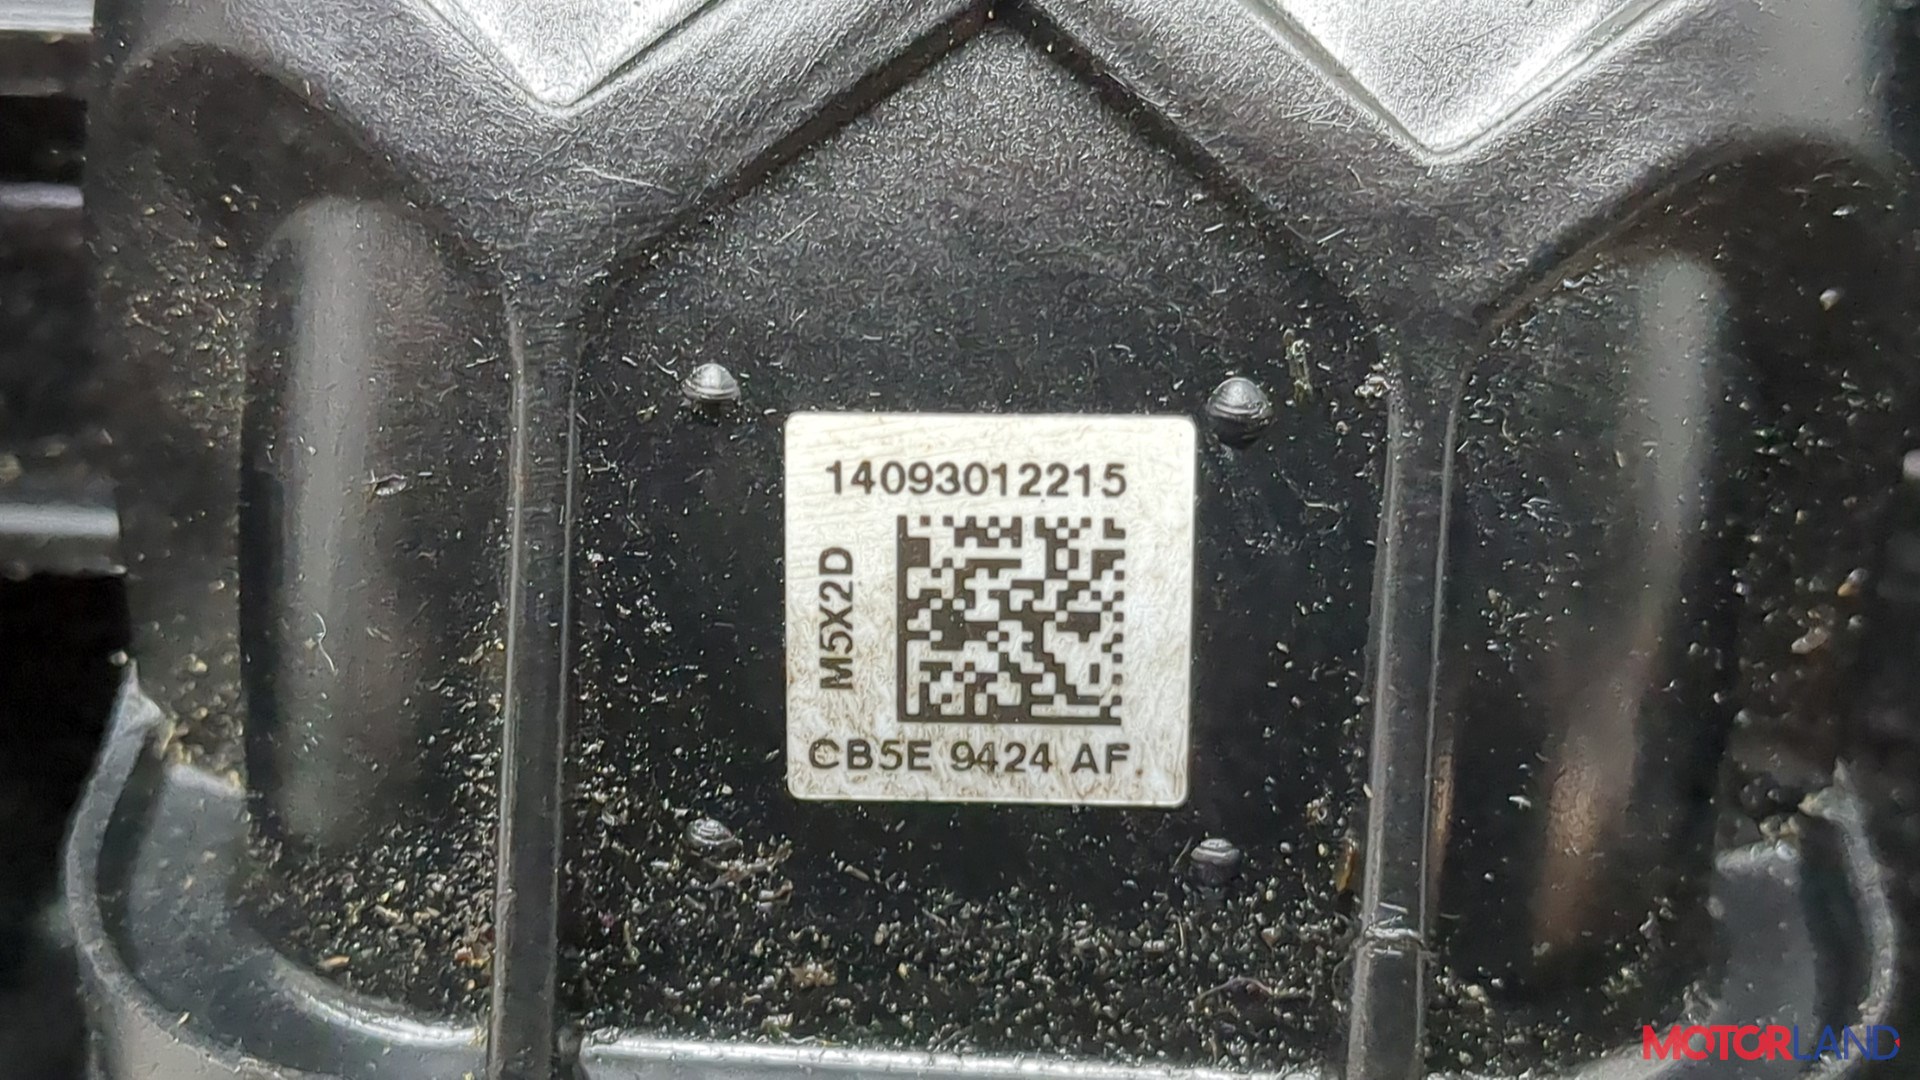 14093012215
M5X2D
CB5E 9424 AF
MOTORLAND